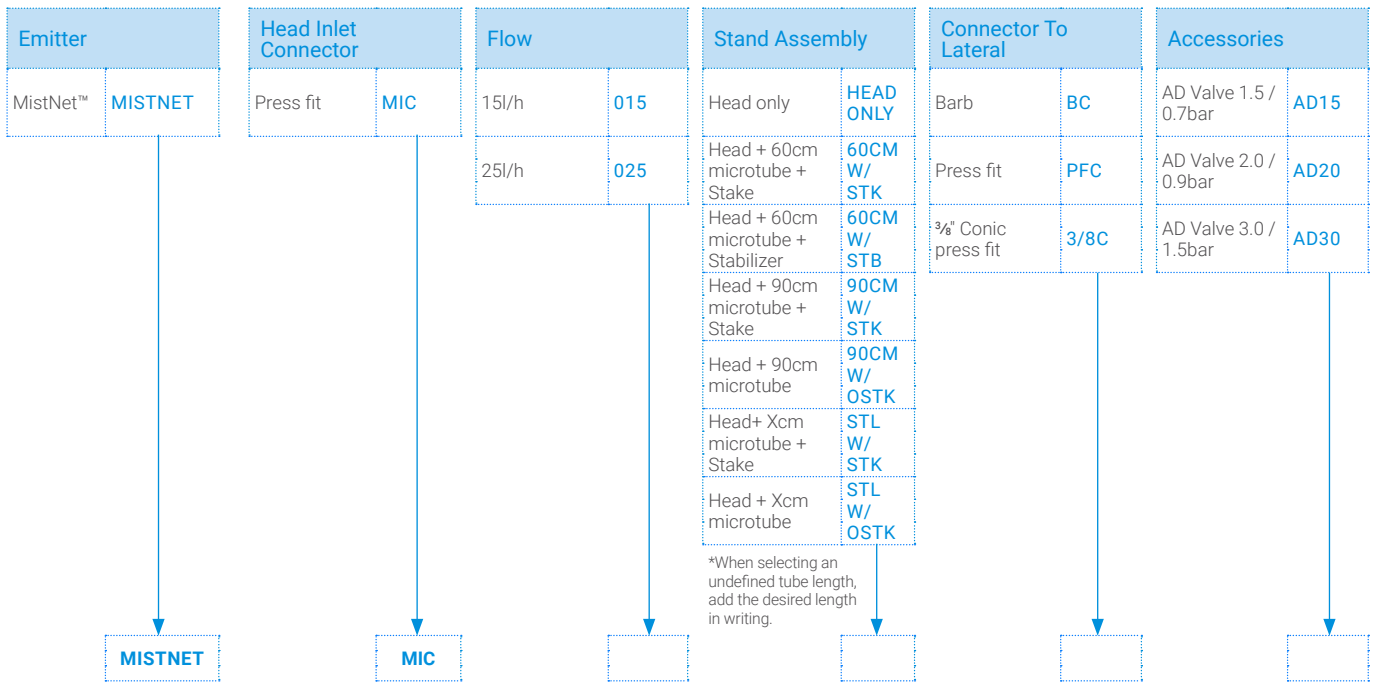 Emitter
MistNet™
MISTNET
Head Inlet
Connector
Press fit
MIC
Flow
15l/h
015
25l/h
025
Stand Assembly
Head only
HEAD
ONLY
Head + 60cm
microtube +
Stake
60CM
W/
STK
Head + 60cm
microtube +
Stabilizer
60CM
W/
STB
Head + 90cm
microtube +
Stake
90CM
W/
STK
Head + 90cm
microtube
90CM
W/
OSTK
Head+ Xcm
microtube +
Stake
STL
W/
STK
Head + Xcm
microtube
STL
W/
OSTK
*When selecting an
undefined tube length,
add the desired length
in writing.
Connector To
Lateral
Barb
BC
Press fit
PFC
⅜" Conic
press fit
3/8C
Accessories
AD Valve 1.5 /
0.7bar
AD15
AD Valve 2.0 /
0.9bar
AD20
AD Valve 3.0 /
1.5bar
AD30
MISTNET
MIC